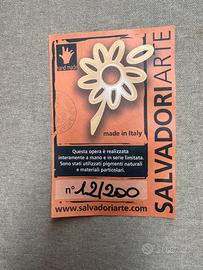 hand made
made in Italy
Questa opera è realizzata
interamente a mano e in serie limitata.
Sono stati utilizzati pigmenti naturali
e materiali particolari.
n° 12/200
www.salvadoriarte.com
SALVADORIARTE
subito